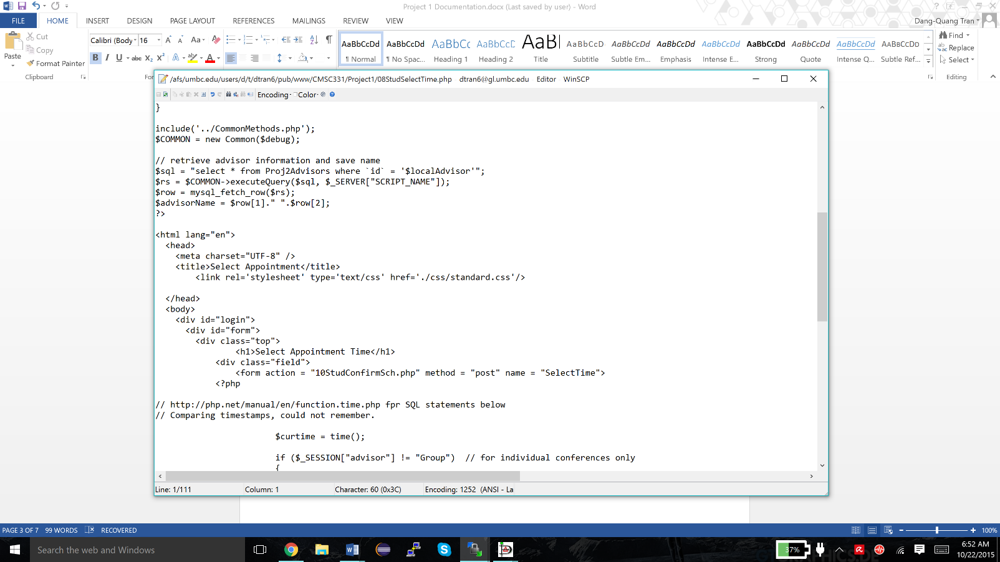 Project 1 Documentation.docx (Last saved by user) - Word
FILE HOME INSERT DESIGN PAGE LAYOUT REFERENCES MAILINGS REVIEW VIEW
Dang-Quang Tran
Paste
Cut
Copy
Format Painter
Clipboard
Calibri (Body 16
AaBbCcDd AaBbCcDd AaBbCc AaBbCcD AaBl AaBbCcD AaBbCcDd AaBbCcDd AaBbCcDd AaBbCcDd AaBbCcDd AaBbCcDd AaBbCcDd
¶ Normal ¶ No Spac... Heading 1 Heading 2 Title Subtitle Subtle Em... Emphasis Intense E... Strong Quote Intense Q... Subtle Ref...
Find
Replace
Select
Editing
/afs/umbc.edu/users/d/t/dtran6/pub/www/CMSC331/Project1/08StudSelectTime.php - dtran6@gl.umbc.edu - Editor - WinSCP
Encoding Color
}
include('../CommonMethods.php');
$COMMON = new Common($debug);
// retrieve advisor information and save name
$sql = "select * from Proj2Advisors where `id` = '$localAdvisor'";
$rs = $COMMON->executeQuery($sql, $_SERVER["SCRIPT_NAME"]);
$row = mysql_fetch_row($rs);
$advisorName = $row[1]." ".$row[2];
?>
<html lang="en">
<head>
<meta charset="UTF-8" />
<title>Select Appointment</title>
<link rel='stylesheet' type='text/css' href='./css/standard.css'/>
</head>
<body>
<div id="login">
<div id="form">
<div class="top">
<h1>Select Appointment Time</h1>
<div class="field">
<form action = "10StudConfirmSch.php" method = "post" name = "SelectTime">
<?php
// http://php.net/manual/en/function.time.php fpr SQL statements below
// Comparing timestamps, could not remember.
$curtime = time();
if ($_SESSION["advisor"] != "Group")  // for individual conferences only
{
Line: 1/111 Column: 1 Character: 60 (0x3C) Encoding: 1252 (ANSI - La
PAGE 3 OF 7 99 WORDS RECOVERED 100%
Search the web and Windows
37%
6:52 AM
10/22/2015